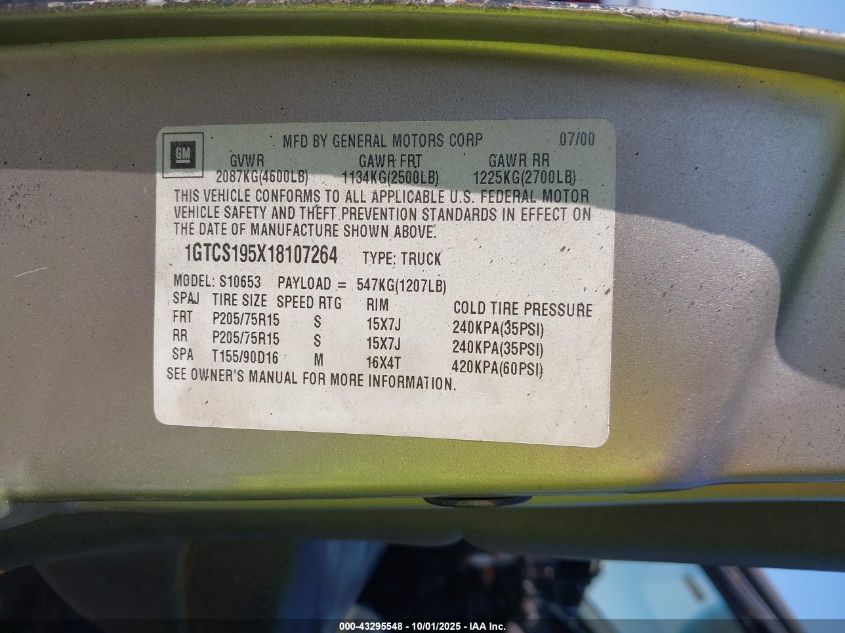 GM
MFD BY GENERAL MOTORS CORP 07/00
GVWR GAWR FRT GAWR RR
2087KG(4600LB) 1134KG(2500LB) 1225KG(2700LB)
THIS VEHICLE CONFORMS TO ALL APPLICABLE U.S. FEDERAL MOTOR
VEHICLE SAFETY AND THEFT PREVENTION STANDARDS IN EFFECT ON
THE DATE OF MANUFACTURE SHOWN ABOVE.
1GTCS195X18107264 TYPE: TRUCK
MODEL: S10653 PAYLOAD = 547KG(1207LB)
SPAJ TIRE SIZE SPEED RTG RIM COLD TIRE PRESSURE
FRT P205/75R15 S 15X7J 240KPA(35PSI)
RR P205/75R15 S 15X7J 240KPA(35PSI)
SPA T155/90D16 M 16X4T 420KPA(60PSI)
SEE OWNER'S MANUAL FOR MORE INFORMATION.
000-43295548 - 10/01/2025 - IAA Inc.